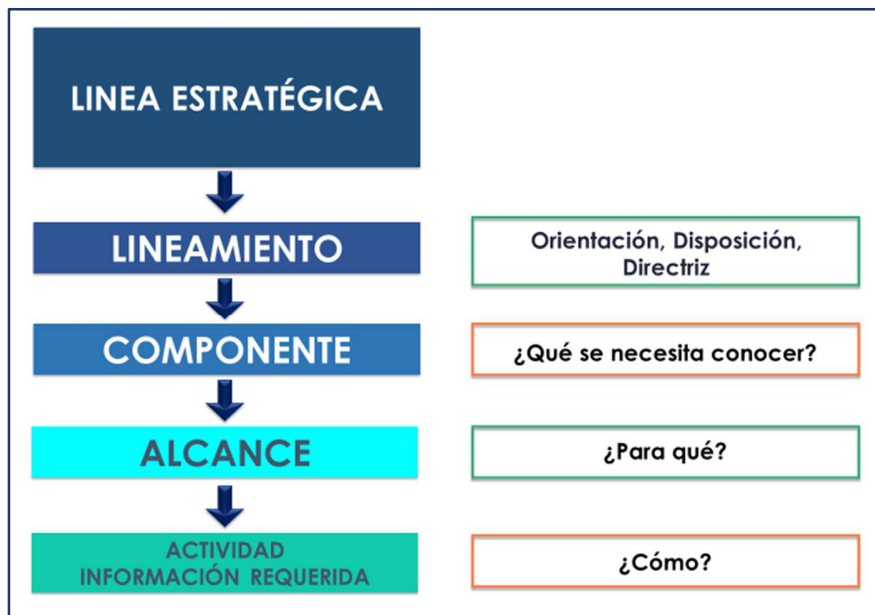 LINEA ESTRATÉGICA
LINEAMIENTO
Orientación, Disposición,
Directriz
COMPONENTE
¿Qué se necesita conocer?
ALCANCE
¿Para qué?
ACTIVIDAD
INFORMACIÓN REQUERIDA
¿Cómo?